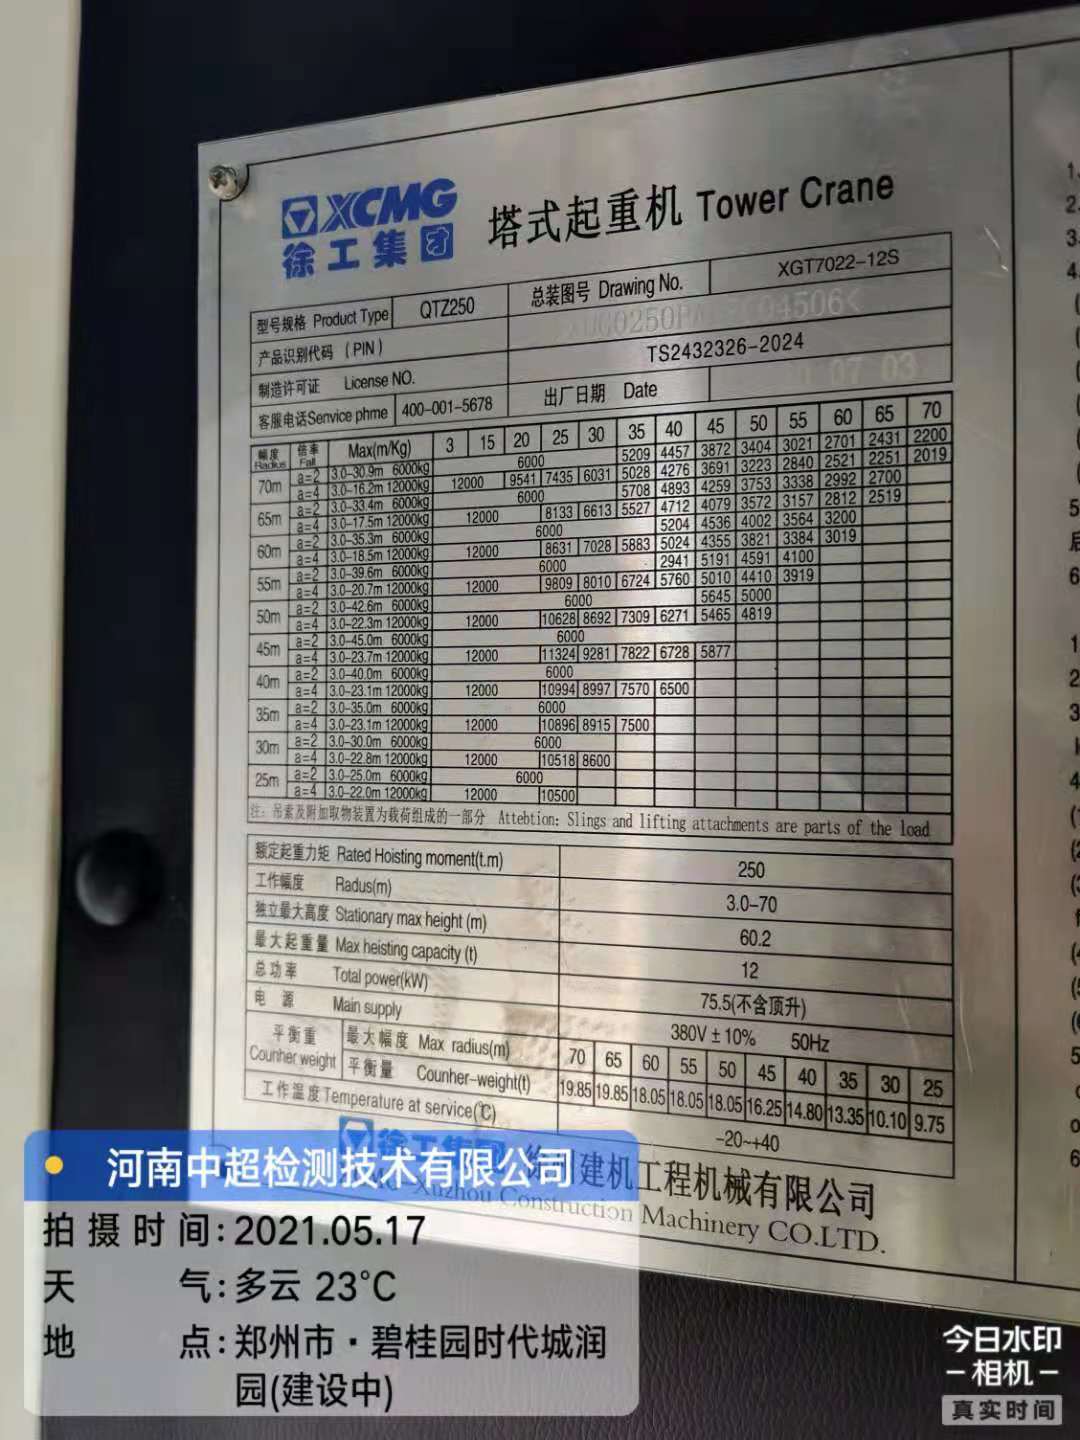 XCMG
徐工集团
塔式起重机 Tower Crane
型号规格 Product Type QTZ250 总装图号 Drawing No. XGT7022-12S
产品识别代码 (PIN)
制造许可证 License NO. TS2432326-2024
客服电话Service phme 400-001-5678 出厂日期 Date 07 03
幅度 Radius 倍率 Fall Max(m/Kg) 3 15 20 25 30 35 40 45 50 55 60 65 70
70m a=2 3.0-30.9m 6000kg 6000 5209 4457 3872 3404 3021 2701 2431 2200
a=4 3.0-16.2m 12000kg 12000 9541 7435 6031 5028 4276 3691 3223 2840 2521 2251 2019
65m a=2 3.0-33.4m 6000kg 6000 5708 4893 4259 3753 3338 2992 2700
a=4 3.0-17.5m 12000kg 12000 8133 6613 5527 4712 4079 3572 3157 2812 2519
60m a=2 3.0-35.3m 6000kg 6000 5204 4536 4002 3564 3200
a=4 3.0-18.5m 12000kg 12000 8631 7028 5883 5024 4355 3821 3384 3019
55m a=2 3.0-39.6m 6000kg 6000 2941 5191 4591 4100
a=4 3.0-20.7m 12000kg 12000 9809 8010 6724 5760 5010 4410 3919
50m a=2 3.0-42.6m 6000kg 6000 5645 5000
a=4 3.0-22.3m 12000kg 12000 10628 8692 7309 6271 5465 4819
45m a=2 3.0-45.0m 6000kg 6000
a=4 3.0-23.7m 12000kg 12000 11324 9281 7822 6728 5877
40m a=2 3.0-40.0m 6000kg 6000
a=4 3.0-23.1m 12000kg 12000 10994 8997 7570 6500
35m a=2 3.0-35.0m 6000kg 6000
a=4 3.0-23.1m 12000kg 12000 10896 8915 7500
30m a=2 3.0-30.0m 6000kg 6000
a=4 3.0-22.8m 12000kg 12000 10518 8600
25m a=2 3.0-25.0m 6000kg 6000
a=4 3.0-22.0m 12000kg 12000 10500
注：吊索及附加取物装置为载荷组成的一部分 Attebtion: Slings and lifting attachments are parts of the load
额定起重力矩 Rated Hoisting moment(t.m) 250
工作幅度 Radius(m) 3.0-70
独立最大高度 Stationary max height (m) 60.2
最大起重量 Max heisting capacity (t) 12
总功率 Total power(kW) 75.5(不含顶升)
电 源 Main supply 380V±10% 50Hz
平衡重 Counher weight 最大幅度 Max radius(m) 70 65 60 55 50 45 40 35 30 25
平衡量 Counher-weight(t) 19.85 19.85 18.05 18.05 18.05 16.25 14.80 13.35 10.10 9.75
工作温度Temperature at service(℃) -20~+40
徐工集团 建机工程机械有限公司
Xuzhou Construction Machinery CO.LTD.
河南中超检测技术有限公司
拍摄时间:2021.05.17
天 气:多云 23℃
地 点:郑州市·碧桂园时代城润
园(建设中)
今日水印
-相机-
真实时间